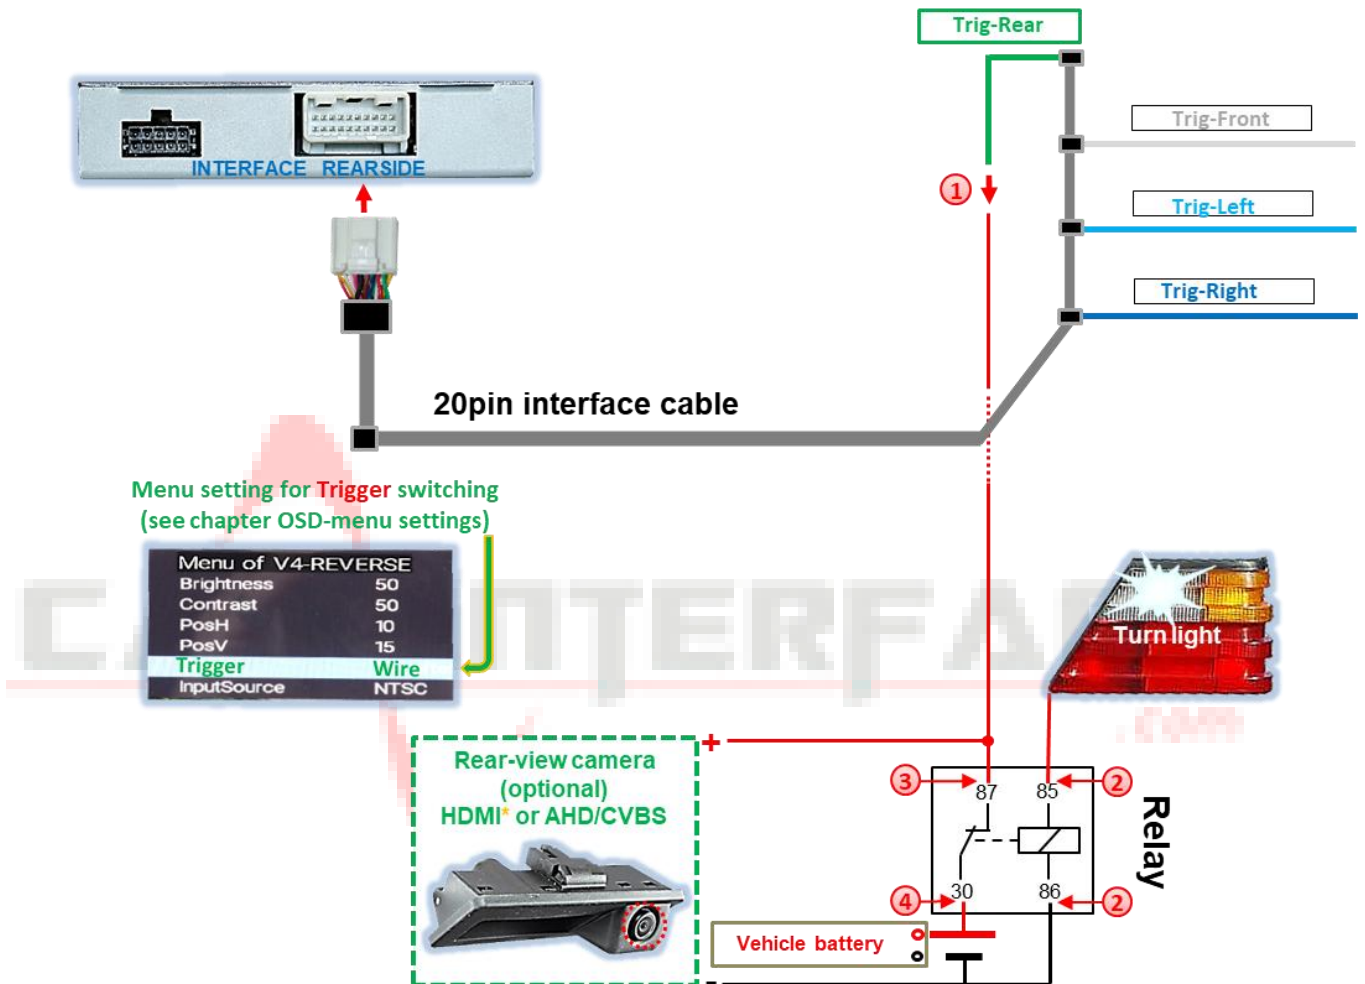 Trig-Rear
Trig-Front
Trig-Left
Trig-Right
INTERFACE REARSIDE
1
20pin interface cable
Menu setting for Trigger switching
(see chapter OSD-menu settings)
Menu of V4-REVERSE
Brightness 50
Contrast 50
PosH 10
PosV 15
Trigger Wire
InputSource NTSC
Turn light
.com
+
Rear-view camera
(optional)
HDMI* or AHD/CVBS
3
87
85
2
Relay
4
30
86
2
Vehicle battery
-